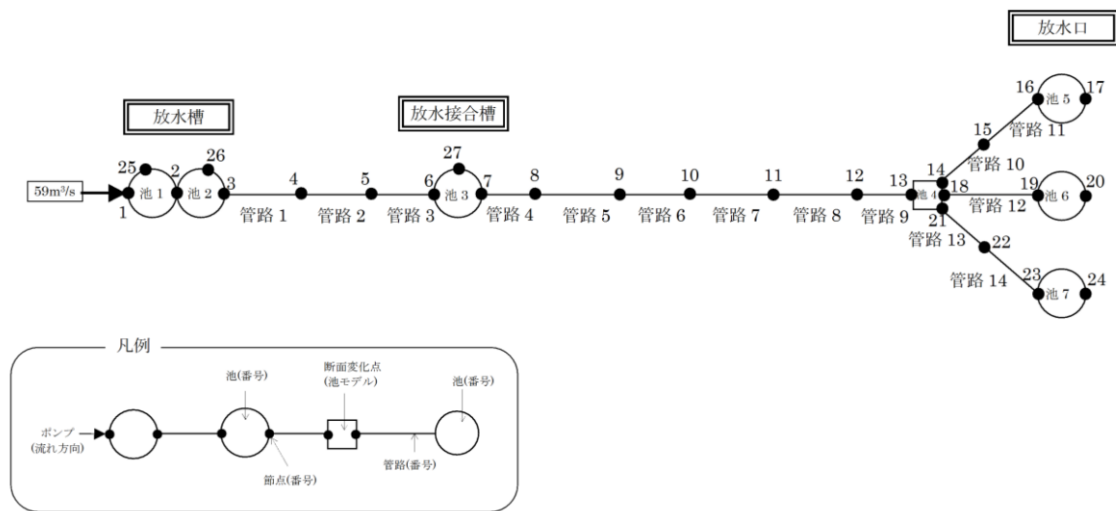 放水口
16
池 5
17
15
管路 11
放水槽
放水接合槽
管路 10
25
2
26
27
14
59m³/s
池 1
池 2
3
4
5
6
池 3
7
8
9
10
11
12
13
池 4
18
19
池 6
20
1
管路 1
管路 2
管路 3
管路 4
管路 5
管路 6
管路 7
管路 8
管路 9
21
管路 12
管路 13
22
管路 14
23
池 7
24
凡例
池(番号)
断面変化点
(池モデル)
池(番号)
ポンプ
(流れ方向)
節点(番号)
管路(番号)